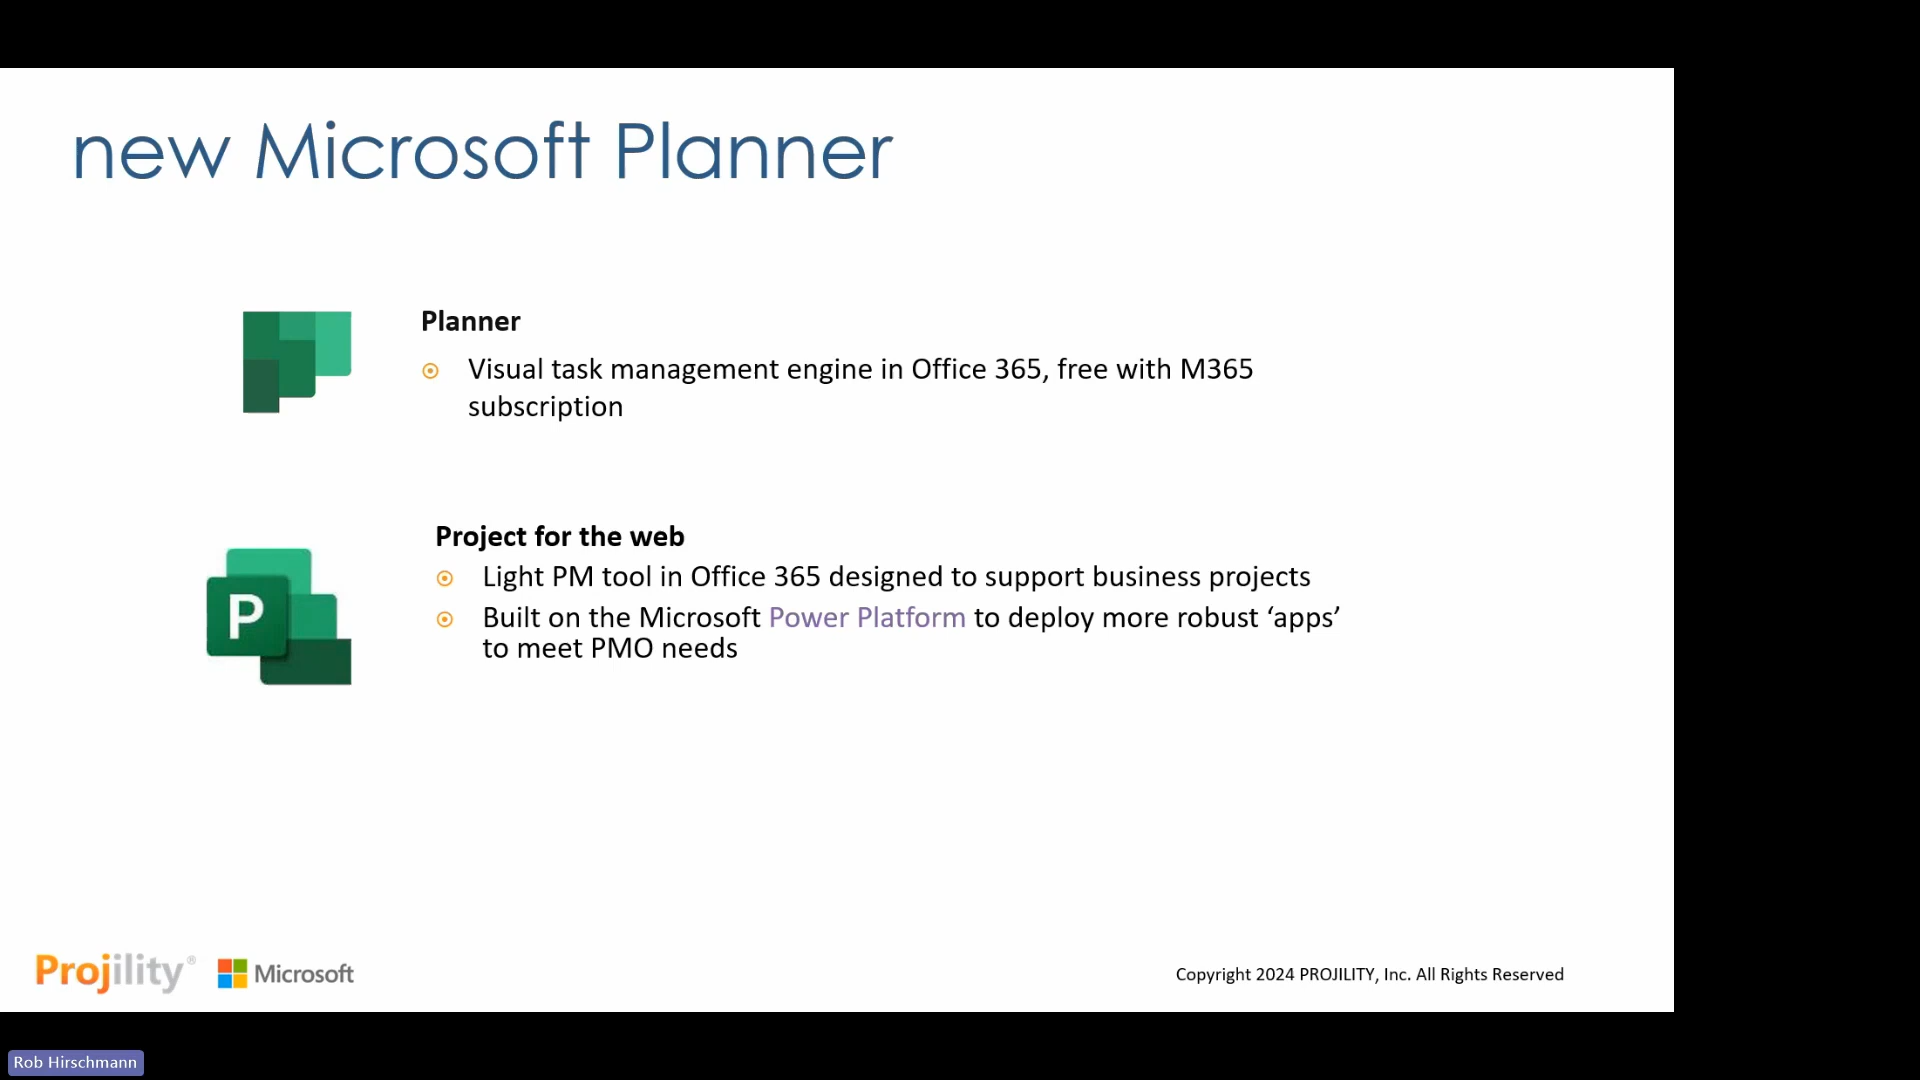 new Microsoft Planner
Planner
Visual task management engine in Office 365, free with M365
subscription
Project for the web
P
Light PM tool in Office 365 designed to support business projects
Built on the Microsoft Power Platform to deploy more robust ‘apps’
to meet PMO needs
Projility®
Microsoft
Copyright 2024 PROJILITY, Inc. All Rights Reserved
Rob Hirschmann